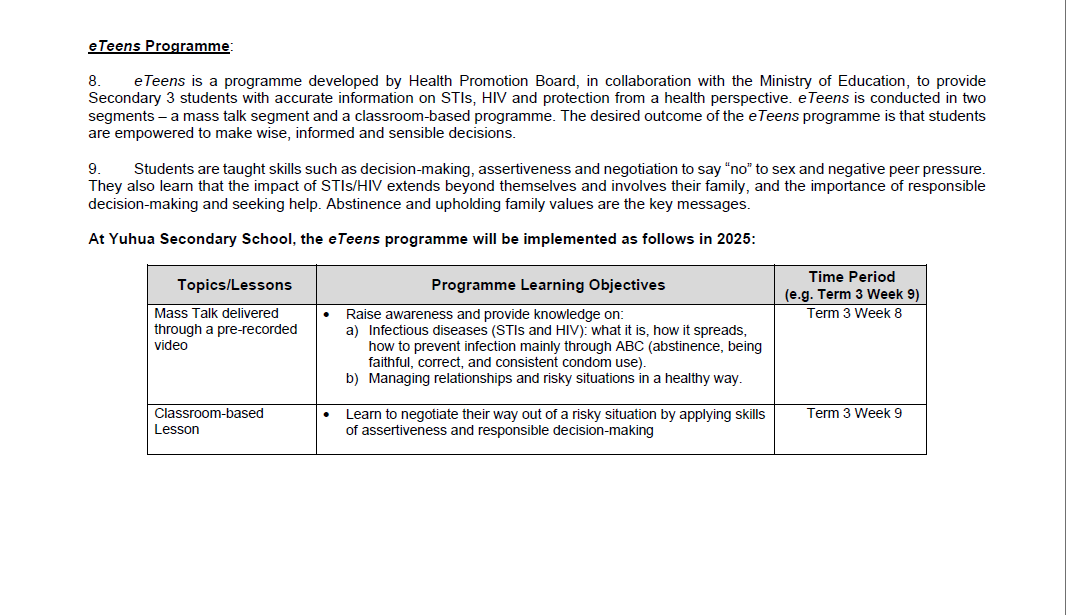 eTeens Programme:
8. eTeens is a programme developed by Health Promotion Board, in collaboration with the Ministry of Education, to provide
Secondary 3 students with accurate information on STIs, HIV and protection from a health perspective. eTeens is conducted in two
segments – a mass talk segment and a classroom-based programme. The desired outcome of the eTeens programme is that students
are empowered to make wise, informed and sensible decisions.
9. Students are taught skills such as decision-making, assertiveness and negotiation to say “no” to sex and negative peer pressure.
They also learn that the impact of STIs/HIV extends beyond themselves and involves their family, and the importance of responsible
decision-making and seeking help. Abstinence and upholding family values are the key messages.
At Yuhua Secondary School, the eTeens programme will be implemented as follows in 2025:
Topics/Lessons
Programme Learning Objectives
Time Period
(e.g. Term 3 Week 9)
Mass Talk delivered
through a pre-recorded
video
• Raise awareness and provide knowledge on:
a) Infectious diseases (STIs and HIV): what it is, how it spreads,
how to prevent infection mainly through ABC (abstinence, being
faithful, correct, and consistent condom use).
b) Managing relationships and risky situations in a healthy way.
Term 3 Week 8
Classroom-based
Lesson
• Learn to negotiate their way out of a risky situation by applying skills
of assertiveness and responsible decision-making
Term 3 Week 9